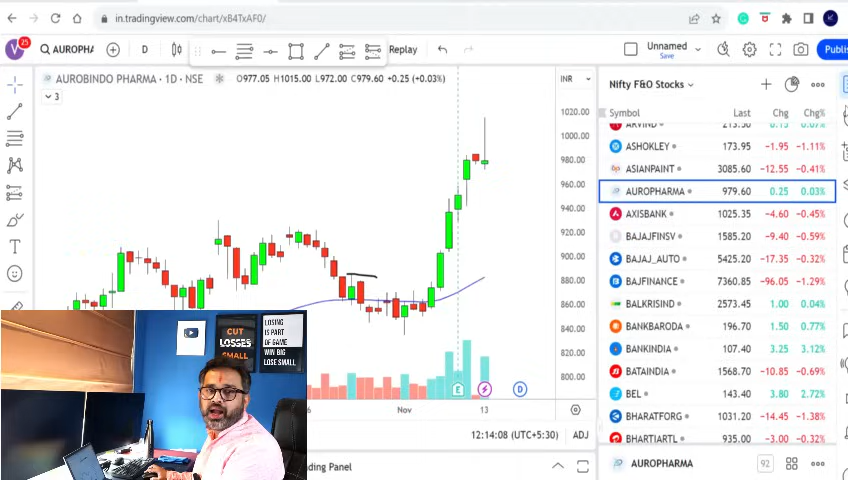 in.tradingview.com/chart/xB4TxAF0/
V 25 AUROPHA D Replay Unnamed Save Publi
AUROBINDO PHARMA · 1D · NSE O977.05 H1015.00 L972.00 C979.60 +0.25 (+0.03%)
3
INR
1020.00
1000.00
980.00
960.00
940.00
920.00
900.00
880.00
860.00
840.00
820.00
800.00
E D
6 Nov 13
12:14:08 (UTC+5:30) ADJ
ding Panel
Nifty F&O Stocks
Symbol Last Chg Chg%
ARVIND 213.50 0.15 0.07%
ASHOKLEY 173.95 −1.95 −1.11%
ASIANPAINT 3085.60 −12.55 −0.41%
AUROPHARMA 979.60 0.25 0.03%
AXISBANK 1025.35 −4.60 −0.45%
BAJAJFINSV 1585.20 −9.40 −0.59%
BAJAJ_AUTO 5425.20 −17.35 −0.32%
BAJFINANCE 7360.85 −96.05 −1.29%
BALKRISIND 2573.45 1.00 0.04%
BANKBARODA 196.70 1.50 0.77%
BANKINDIA 107.40 3.25 3.12%
BATAINDIA 1568.70 −10.85 −0.69%
BEL 143.40 3.80 2.72%
BHARATFORG 1031.20 −14.45 −1.38%
BHARTIARTL 935.00 −3.00 −0.32%
AUROPHARMA 92
CUT
LOSSES
SMALL
LOSING
IS PART
OF GAME
WIN BIG
LOSE SMALL